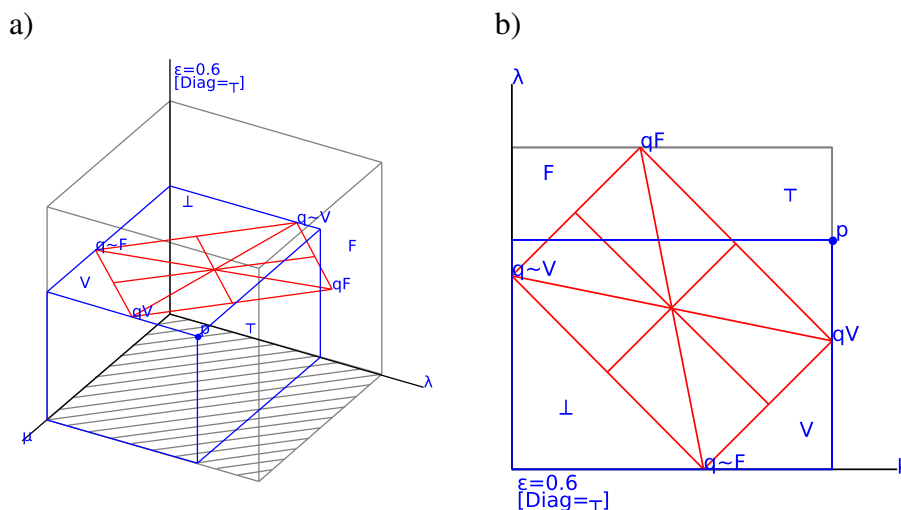 a)
b)
ε=0.6
[Diag=┬]
⊥
q~V
q~F
F
V
qF
qV
p
┬
λ
μ
λ
qF
F
┬
p
q~V
qV
⊥
V
q~F
ε=0.6
[Diag=┬]